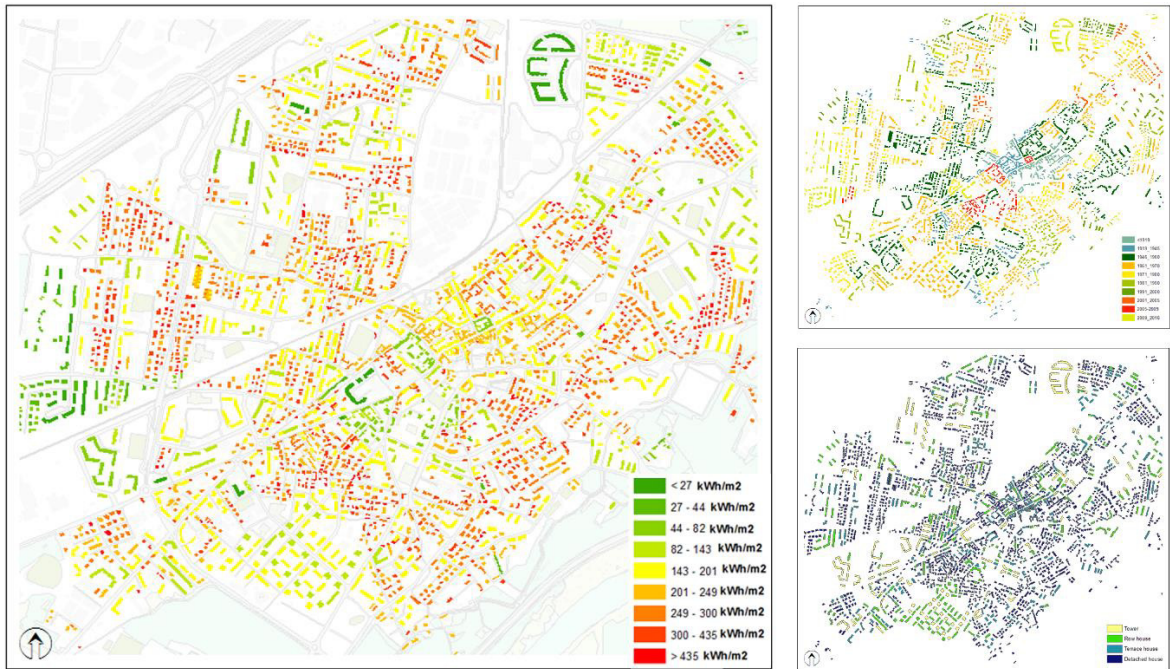 < 27 kWh/m2
27 - 44 kWh/m2
44 - 82 kWh/m2
82 - 143 kWh/m2
143 - 201 kWh/m2
201 - 249 kWh/m2
249 - 300 kWh/m2
300 - 435 kWh/m2
> 435 kWh/m2
1971_1980
2001_2005
Tower
Row house
Terrace house
Detached house